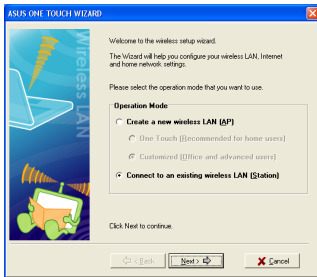 ASUS ONE TOUCH WIZARD
Wireless LAN
Welcome to the wireless setup wizard.
The Wizard will help you configure your wireless LAN, Internet
and home network settings.
Please select the operation mode that you want to use.
Operation Mode
Create a new wireless LAN (AP)
One Touch (Recommended for home users)
Customized (Office and advanced users)
Connect to an existing wireless LAN (Station)
Click Next to continue.
< Back
Next >
Cancel